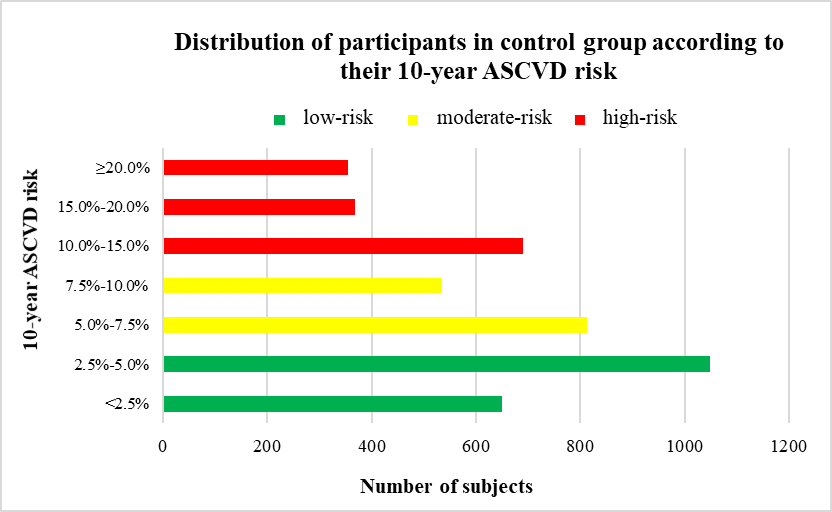 Distribution of participants in control group according to
their 10-year ASCVD risk
low-risk moderate-risk high-risk
10-year ASCVD risk
≥20.0%
15.0%-20.0%
10.0%-15.0%
7.5%-10.0%
5.0%-7.5%
2.5%-5.0%
<2.5%
0 200 400 600 800 1000 1200
Number of subjects